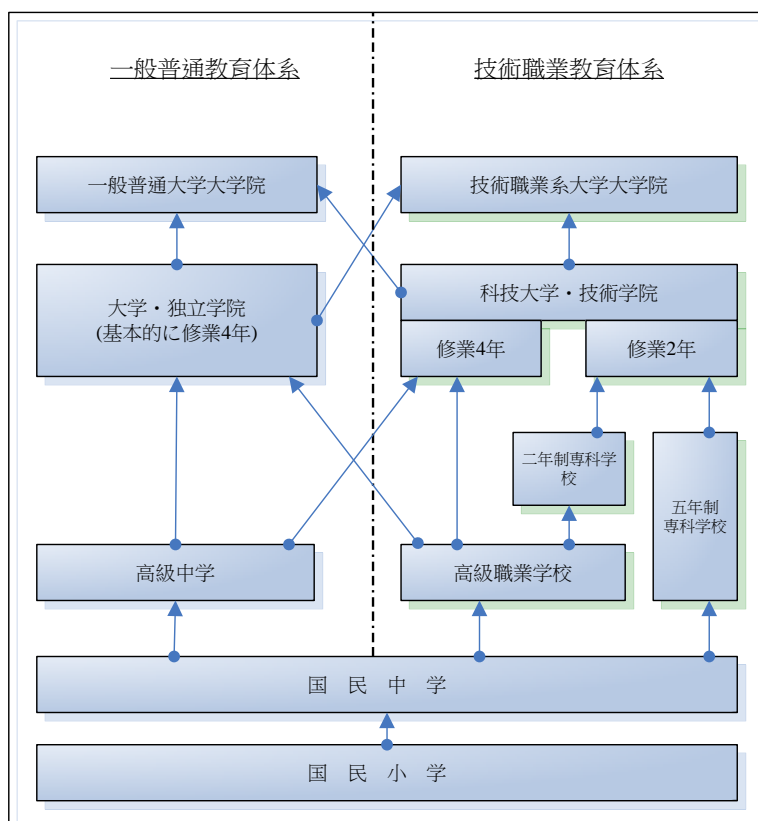 一般普通教育体系
技術職業教育体系
一般普通大学大学院
技術職業系大学大学院
大学・独立学院
(基本的に修業4年)
科技大学・技術学院
修業4年
修業2年
二年制専科学
校
五年制
専科学校
高級中学
高級職業学校
国 民 中 学
国 民 小 学